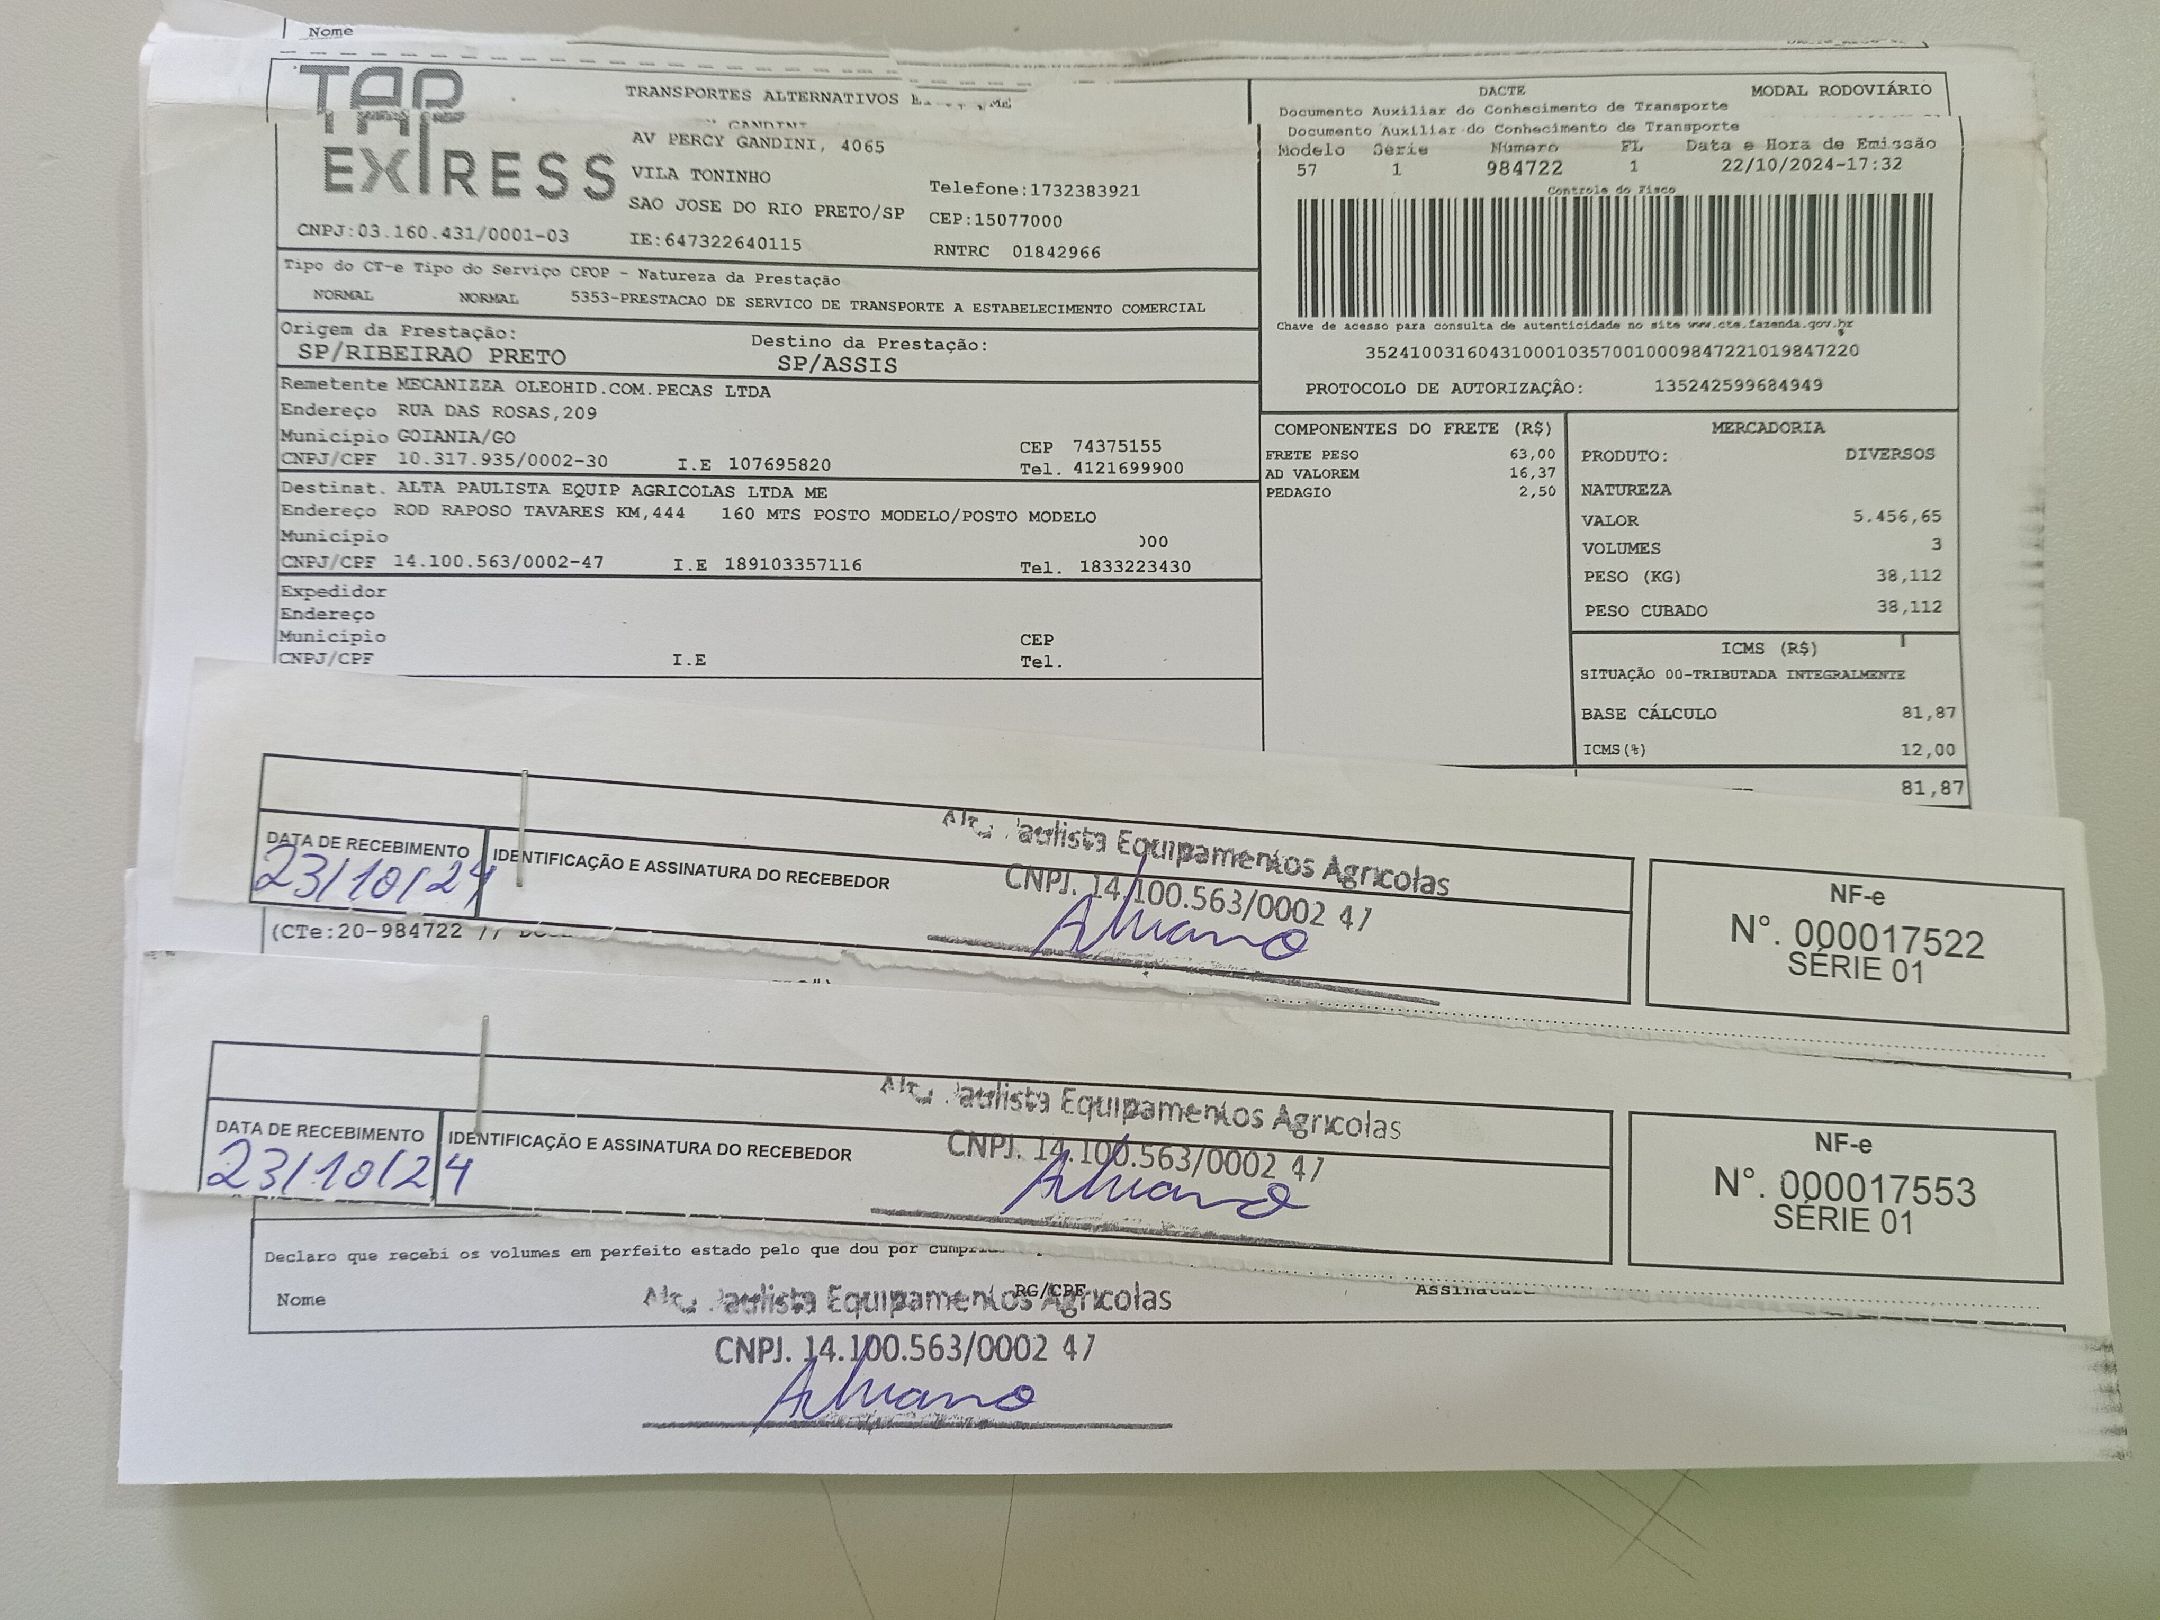 Nome
TAP
EXPRESS
TRANSPORTES ALTERNATIVOS
AV PERCY GANDINI, 4065
VILA TONINHO
SAO JOSE DO RIO PRETO/SP
IE:647322640115
Telefone:1732383921
CEP:15077000
RNTRC 01842966
CNPJ:03.160.431/0001-03
DACTE MODAL RODOVIÁRIO
Documento Auxiliar do Conhecimento de Transporte
Documento Auxiliar do Conhecimento de Transporte
Modelo Série Número FL Data e Hora de Emissão
57 1 984722 1 22/10/2024-17:32
Controle do Fisco
Chave de acesso para consulta de autenticidade no site www.cte.fazenda.gov.br
35241003160431000103570010009847221019847220
PROTOCOLO DE AUTORIZAÇÃO: 135242599684949
Tipo do CT-e Tipo do Serviço CFOP - Natureza da Prestação
NORMAL NORMAL 5353-PRESTACAO DE SERVICO DE TRANSPORTE A ESTABELECIMENTO COMERCIAL
Origem da Prestação: Destino da Prestação:
SP/RIBEIRAO PRETO SP/ASSIS
Remetente MECANIZZA OLEOHID.COM.PECAS LTDA
Endereço RUA DAS ROSAS,209
Município GOIANIA/GO CEP 74375155
CNPJ/CPF 10.317.935/0002-30 I.E 107695820 Tel. 4121699900
Destinat. ALTA PAULISTA EQUIP AGRICOLAS LTDA ME
Endereço ROD RAPOSO TAVARES KM,444 160 MTS POSTO MODELO/POSTO MODELO
Município 000
CNPJ/CPF 14.100.563/0002-47 I.E 189103357116 Tel. 1833223430
Expedidor
Endereço
Município CEP
CNPJ/CPF I.E Tel.
COMPONENTES DO FRETE (R$)
FRETE PESO 63,00
AD VALOREM 16,37
PEDAGIO 2,50
MERCADORIA
PRODUTO: DIVERSOS
NATUREZA
VALOR 5.456,65
VOLUMES 3
PESO (KG) 38,112
PESO CUBADO 38,112
ICMS (R$)
SITUAÇÃO 00-TRIBUTADA INTEGRALMENTE
BASE CÁLCULO 81,87
ICMS(%) 12,00
81,87
DATA DE RECEBIMENTO IDENTIFICAÇÃO E ASSINATURA DO RECEBEDOR
23/10/24
Paulista Equipamentos Agricolas
CNPJ. 14.100.563/0002 47
NF-e
N°. 000017522
SÉRIE 01
(CTe:20-984722 //
DATA DE RECEBIMENTO IDENTIFICAÇÃO E ASSINATURA DO RECEBEDOR
23/10/24
Paulista Equipamentos Agricolas
CNPJ. 14.100.563/0002 47
NF-e
N°. 000017553
SÉRIE 01
Declaro que recebi os volumes em perfeito estado pelo que dou por
Nome RG/CPF Assinatura
Paulista Equipamentos Agricolas
CNPJ. 14.100.563/0002 47